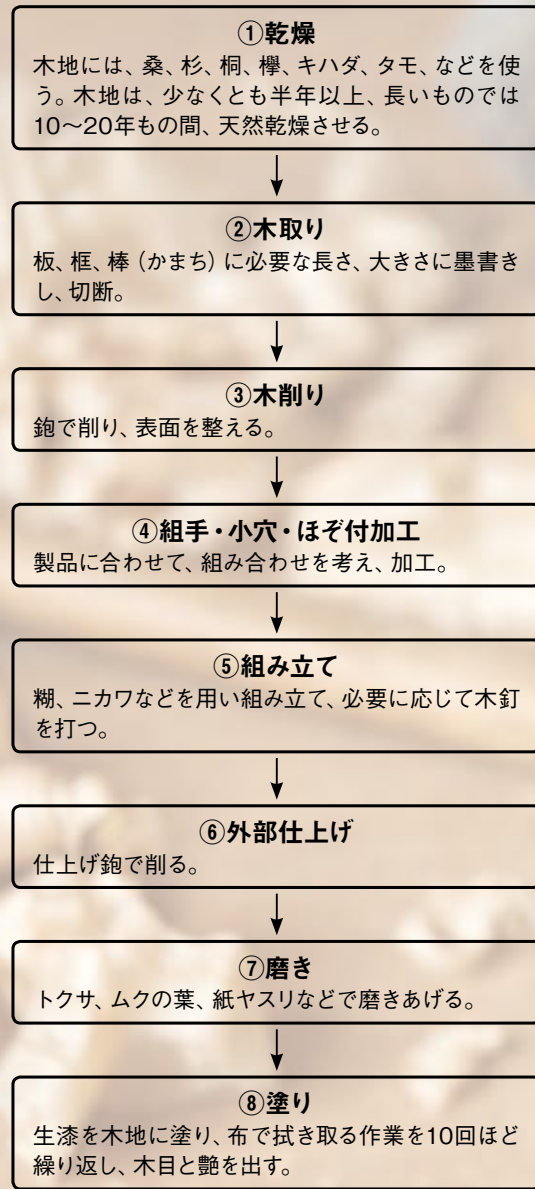 ①乾燥
木地には、桑、杉、桐、欅、キハダ、タモ、などを使
う。木地は、少なくとも半年以上、長いものでは
10〜20年もの間、天然乾燥させる。
②木取り
板、框、棒（かまち）に必要な長さ、大きさに墨書き
し、切断。
③木削り
鉋で削り、表面を整える。
④組手・小穴・ほぞ付加工
製品に合わせて、組み合わせを考え、加工。
⑤組み立て
糊、ニカワなどを用い組み立て、必要に応じて木釘
を打つ。
⑥外部仕上げ
仕上げ鉋で削る。
⑦磨き
トクサ、ムクの葉、紙ヤスリなどで磨きあげる。
⑧塗り
生漆を木地に塗り、布で拭き取る作業を10回ほど
繰り返し、木目と艶を出す。